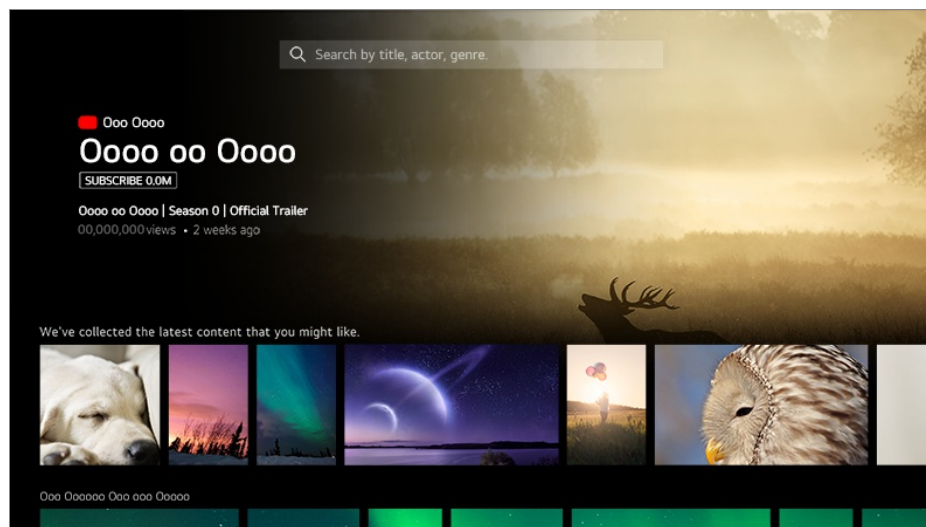 Search by title, actor, genre.
Ooo Oooo
Oooo oo Oooo
SUBSCRIBE 0.0M
Oooo oo Oooo | Season 0 | Official Trailer
00,000,000views • 2 weeks ago
We've collected the latest content that you might like.
Ooo Oooooo Ooo ooo Ooooo